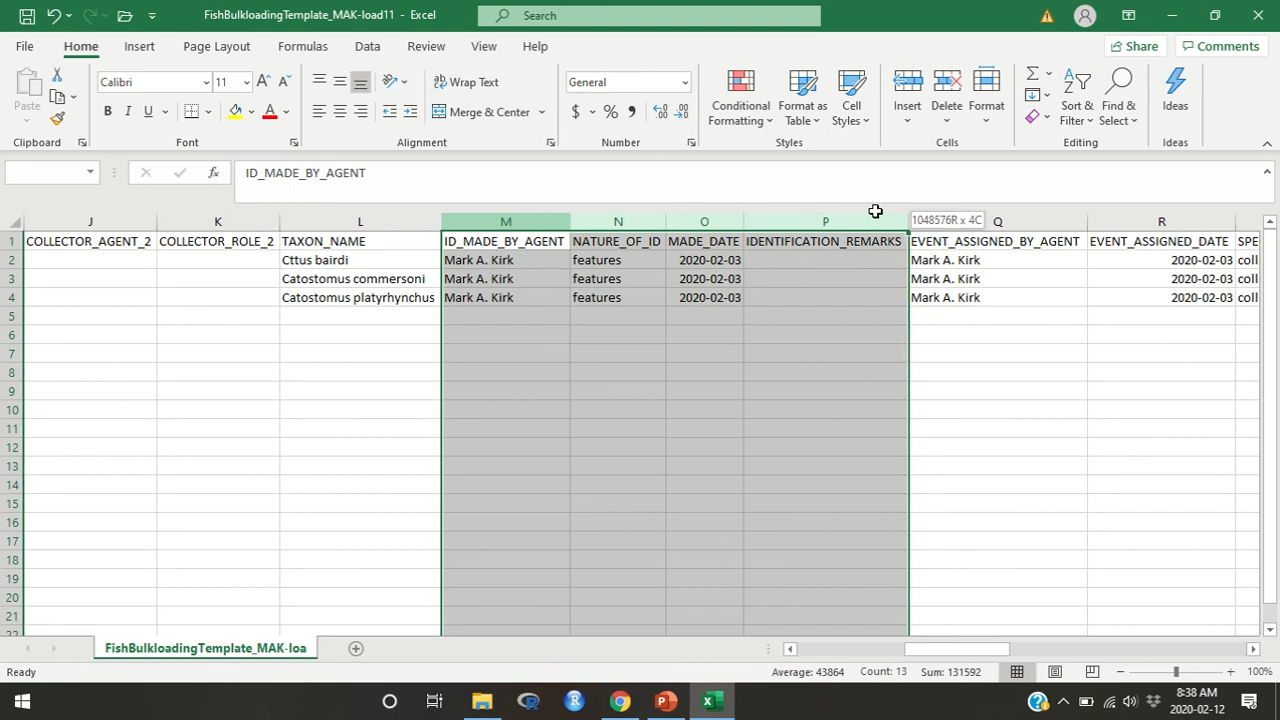 FishBulkloadingTemplate_MAK-load11 - Excel
Search
File Home Insert Page Layout Formulas Data Review View Help Share Comments
Paste
Clipboard
Calibri 11
B I U
Font
Wrap Text
Merge & Center
Alignment
General
$ % ,
Number
Conditional Formatting
Format as Table
Cell Styles
Styles
Insert
Delete
Format
Cells
Sort & Filter
Find & Select
Editing
Ideas
Ideas
fx ID_MADE_BY_AGENT
1048576R x 4C
J K L M N O P Q R
1 COLLECTOR_AGENT_2 COLLECTOR_ROLE_2 TAXON_NAME ID_MADE_BY_AGENT NATURE_OF_ID MADE_DATE IDENTIFICATION_REMARKS EVENT_ASSIGNED_BY_AGENT EVENT_ASSIGNED_DATE SPE
2 Cttus bairdi Mark A. Kirk features 2020-02-03 Mark A. Kirk 2020-02-03 coll
3 Catostomus commersoni Mark A. Kirk features 2020-02-03 Mark A. Kirk 2020-02-03 coll
4 Catostomus platyrhynchus Mark A. Kirk features 2020-02-03 Mark A. Kirk 2020-02-03 coll
5
6
7
8
9
10
11
12
13
14
15
16
17
18
19
20
21
22
FishBulkloadingTemplate_MAK-loa
Ready Average: 43864 Count: 13 Sum: 131592 100%
8:38 AM
2020-02-12